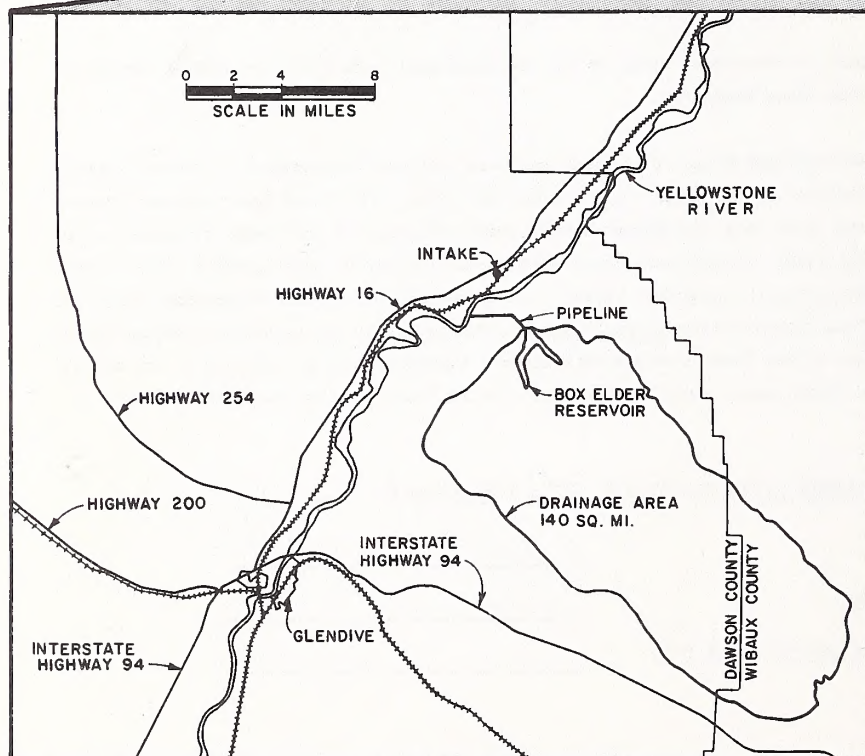 0 2 4 8
SCALE IN MILES
YELLOWSTONE
RIVER
INTAKE
HIGHWAY 16
PIPELINE
BOX ELDER
RESERVOIR
HIGHWAY 254
HIGHWAY 200
DRAINAGE AREA
140 SQ. MI.
INTERSTATE
HIGHWAY 94
GLENDIVE
INTERSTATE
HIGHWAY 94
DAWSON COUNTY
WIBAUX COUNTY